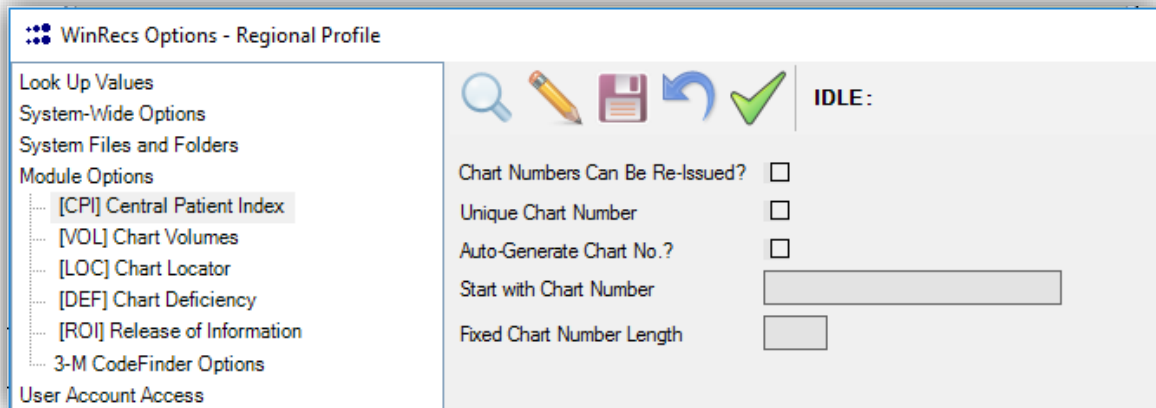 WinRecs Options - Regional Profile
Look Up Values
System-Wide Options
System Files and Folders
Module Options
[CPI] Central Patient Index
[VOL] Chart Volumes
[LOC] Chart Locator
[DEF] Chart Deficiency
[ROI] Release of Information
3-M CodeFinder Options
User Account Access
IDLE:
Chart Numbers Can Be Re-Issued?
Unique Chart Number
Auto-Generate Chart No.?
Start with Chart Number
Fixed Chart Number Length